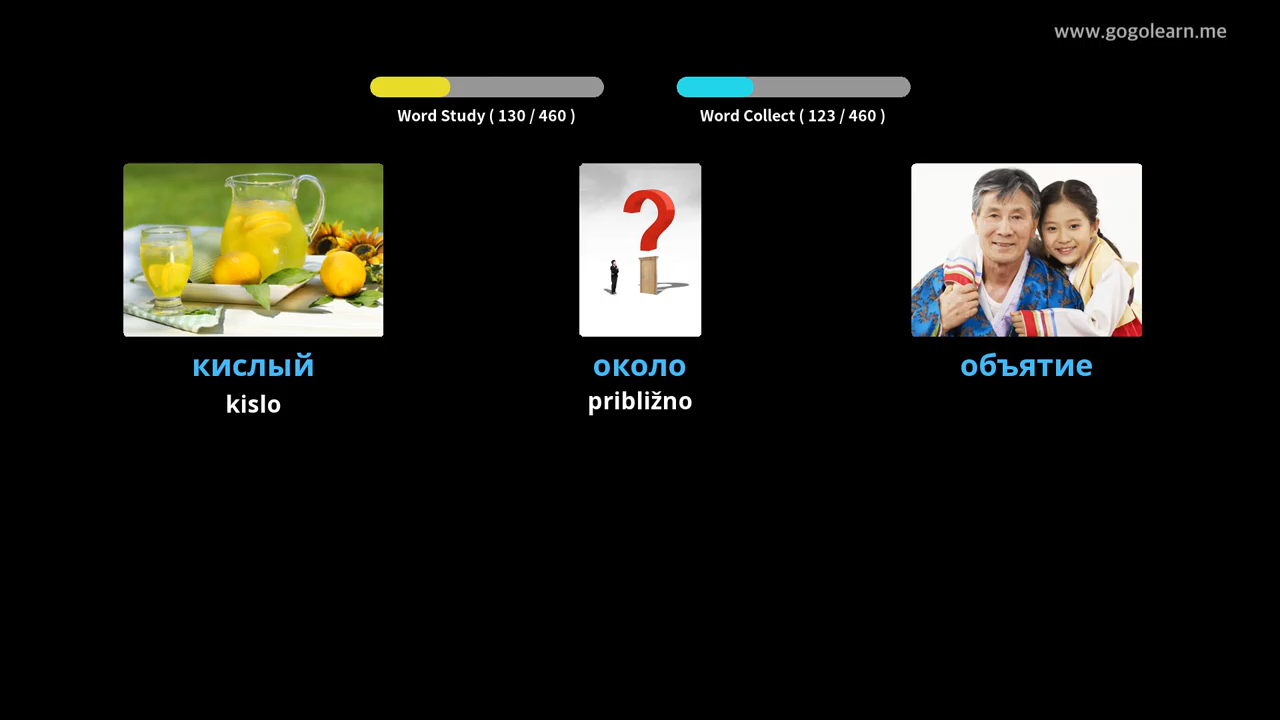 www.gogolearn.me
Word Study ( 130 / 460 )
Word Collect ( 123 / 460 )
кислый
kislo
около
približno
объятие